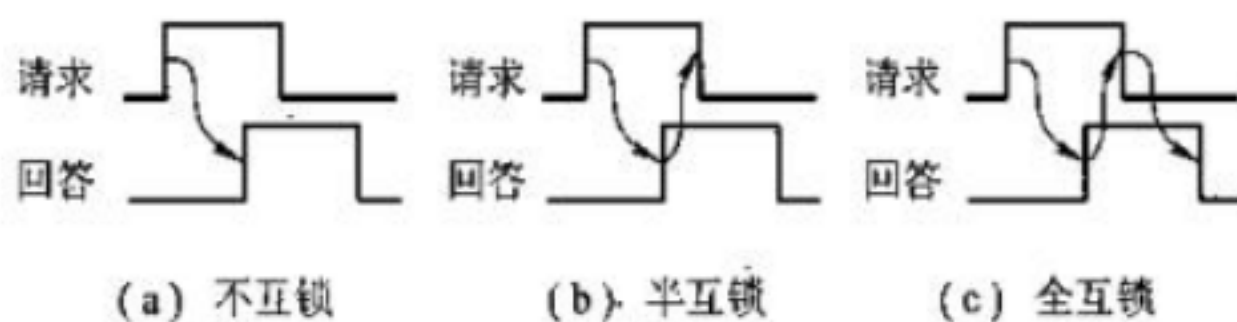 请求 请求 请求
回答 回答 回答
(a) 不互锁 (b) 半互锁 (c) 全互锁